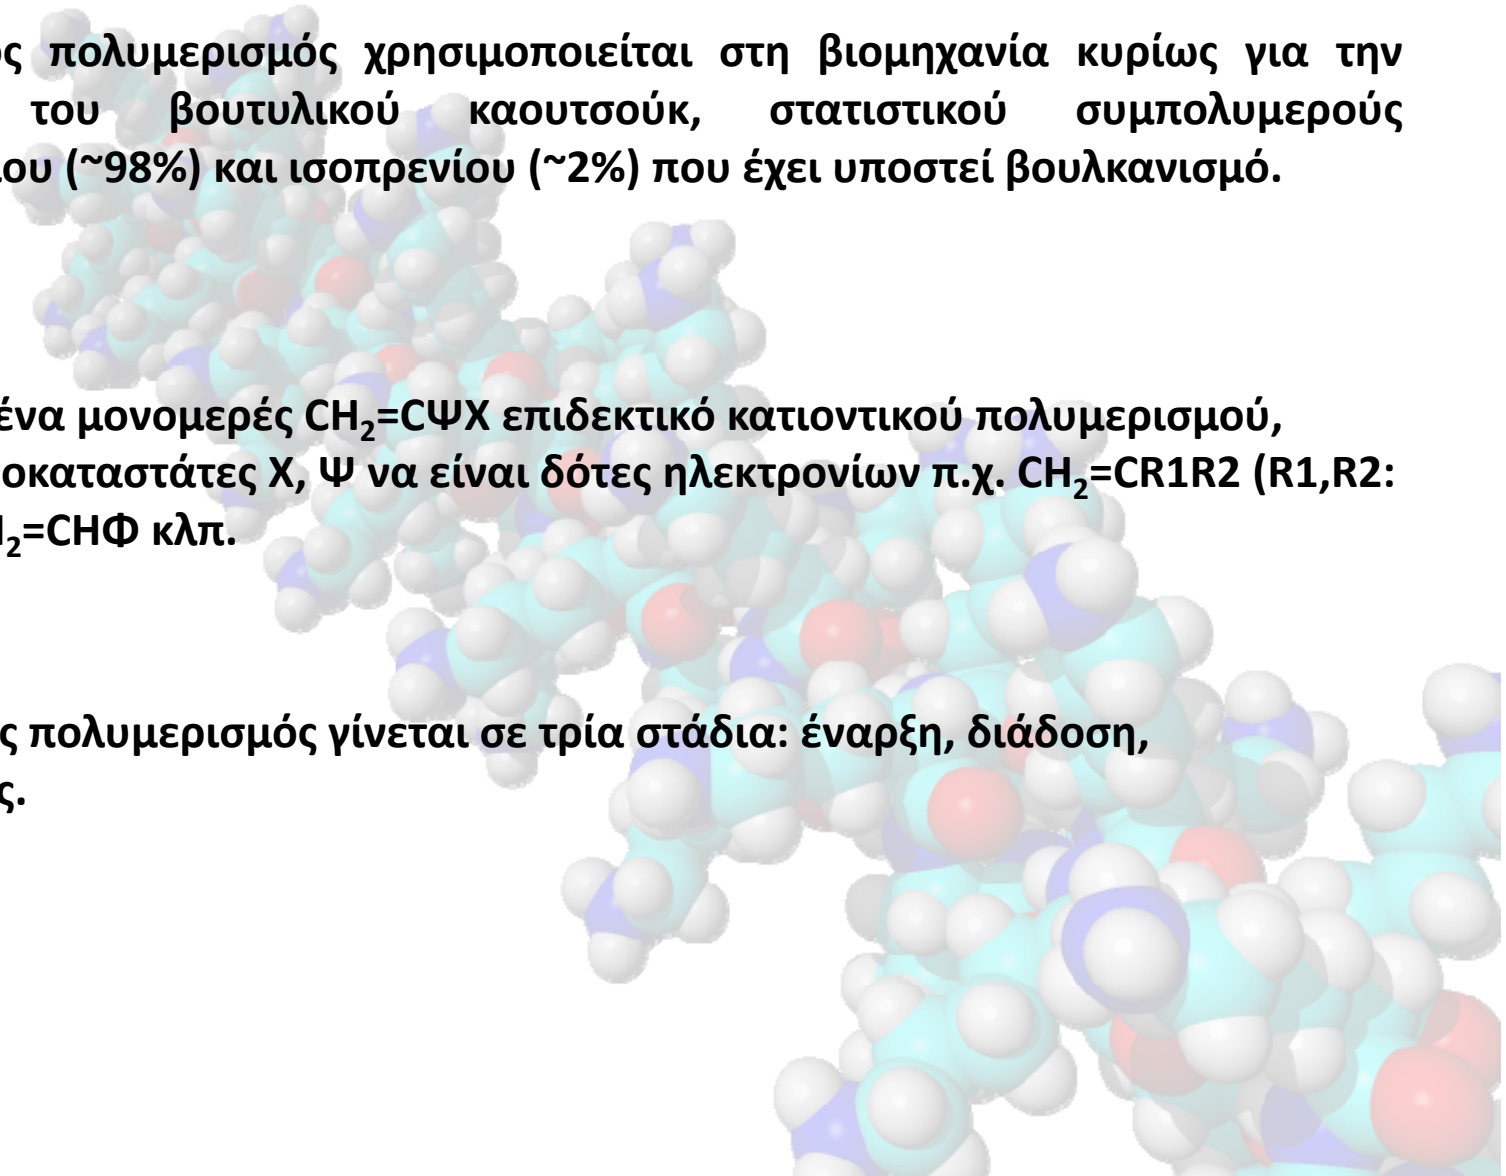 ς πολυμερισμός χρησιμοποιείται στη βιομηχανία κυρίως για την
του βουτυλικού καουτσούκ, στατιστικού συμπολυμερούς
ου (~98%) και ισοπρενίου (~2%) που έχει υποστεί βουλκανισμό.
ένα μονομερές CH₂=CΨX επιδεκτικό κατιοντικού πολυμερισμού,
οκαταστάτες Χ, Ψ να είναι δότες ηλεκτρονίων π.χ. CH₂=CR1R2 (R1,R2:
₂=CHΦ κλπ.
ς πολυμερισμός γίνεται σε τρία στάδια: έναρξη, διάδοση,
ς.